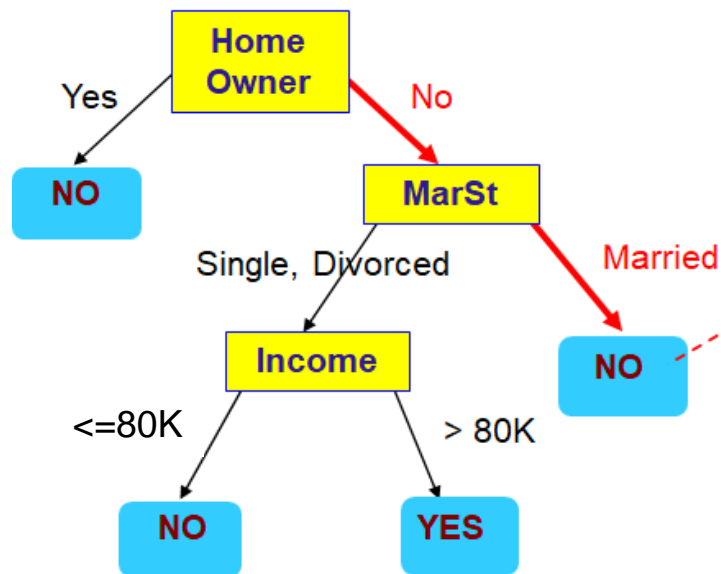 Home
Owner
Yes
No
NO
MarSt
Single, Divorced
Married
Income
NO
<=80K
> 80K
NO
YES